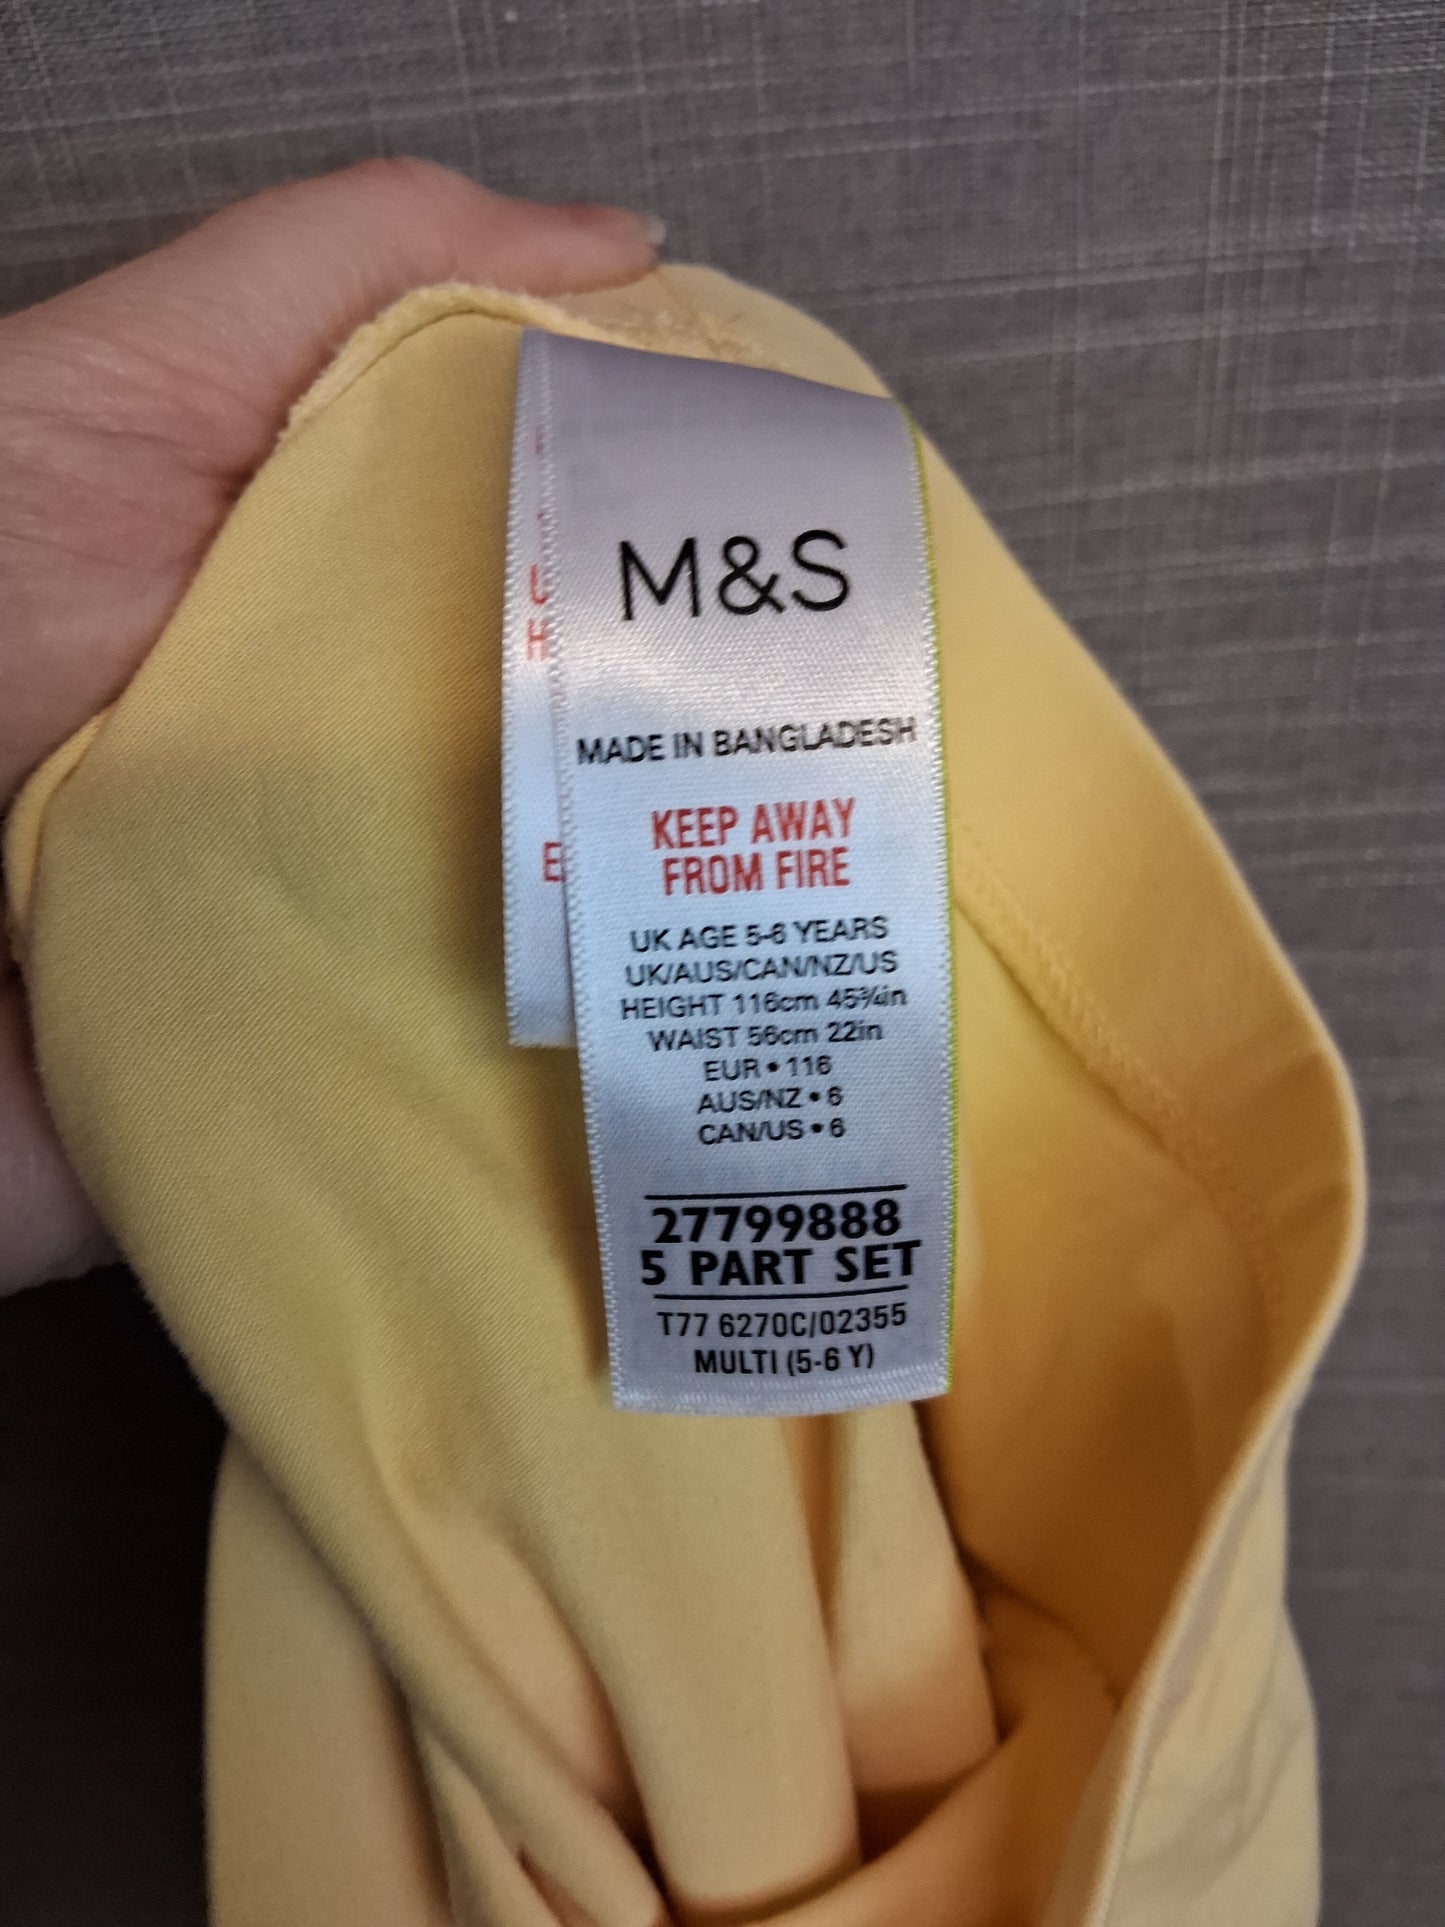 M&S
MADE IN BANGLADESH
KEEP AWAY
FROM FIRE
UK AGE 5-6 YEARS
UK/AUS/CAN/NZ/US
HEIGHT 116cm 45¾in
WAIST 56cm 22in
EUR • 116
AUS/NZ • 6
CAN/US • 6
27799888
5 PART SET
T77 6270C/02355
MULTI (5-6 Y)